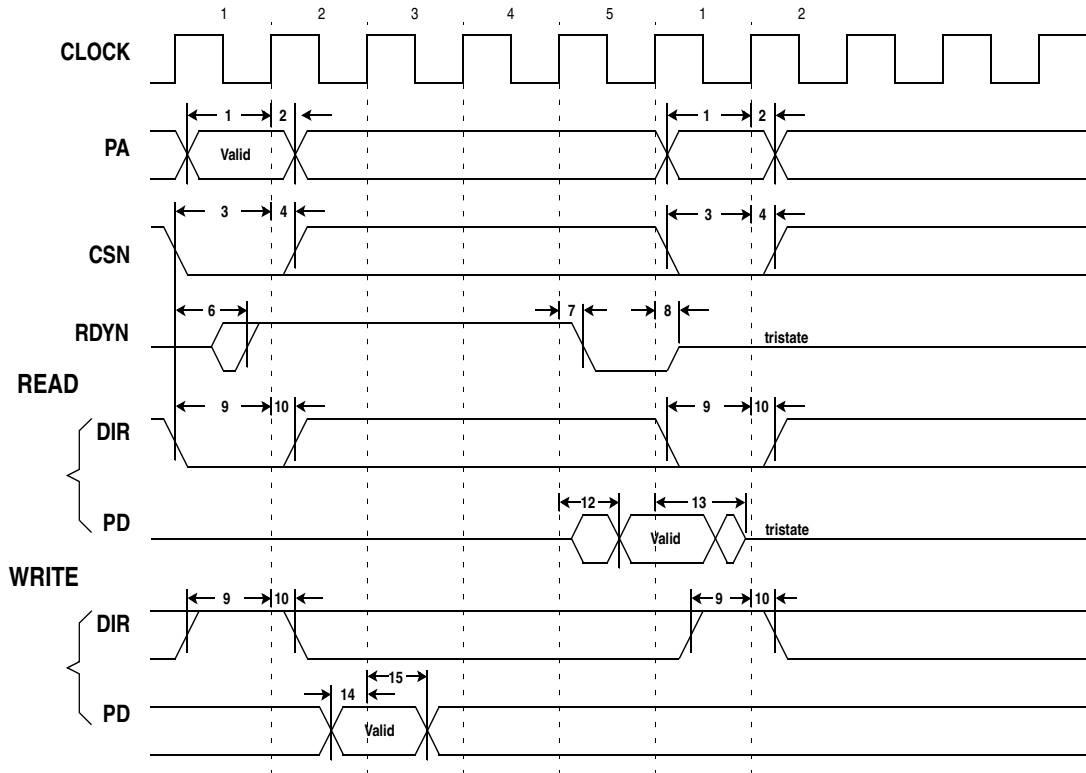 1 2 3 4 5 1 2
CLOCK
1 2 1 2
PA Valid
3 4 3 4
CSN
6 7 8
RDYN tristate
READ
9 10 9 10
DIR
12 13
PD Valid tristate
WRITE
9 10 9 10
DIR
15
14
PD Valid